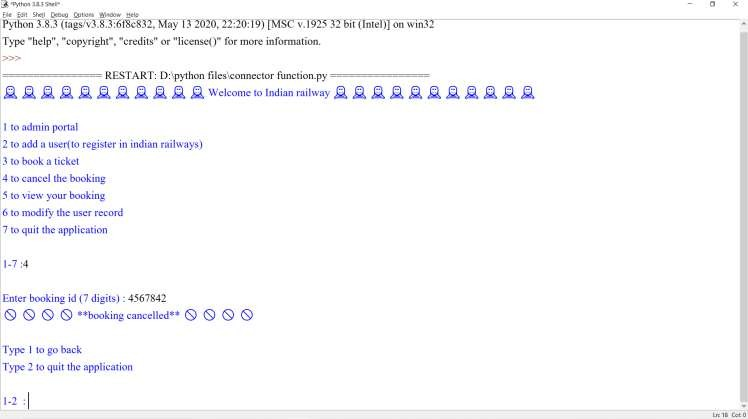 *Python 3.8.3 Shell*
File Edit Shell Debug Options Window Help
Python 3.8.3 (tags/v3.8.3:6f8c832, May 13 2020, 22:20:19) [MSC v.1925 32 bit (Intel)] on win32
Type "help", "copyright", "credits" or "license()" for more information.
>>>
================ RESTART: D:\python files\connector function.py ================
Welcome to Indian railway
1 to admin portal
2 to add a user(to register in indian railways)
3 to book a ticket
4 to cancel the booking
5 to view your booking
6 to modify the user record
7 to quit the application
1-7 :4
Enter booking id (7 digits) : 4567842
**booking cancelled**
Type 1 to go back
Type 2 to quit the application
1-2 :
Ln: 18 Col: 0